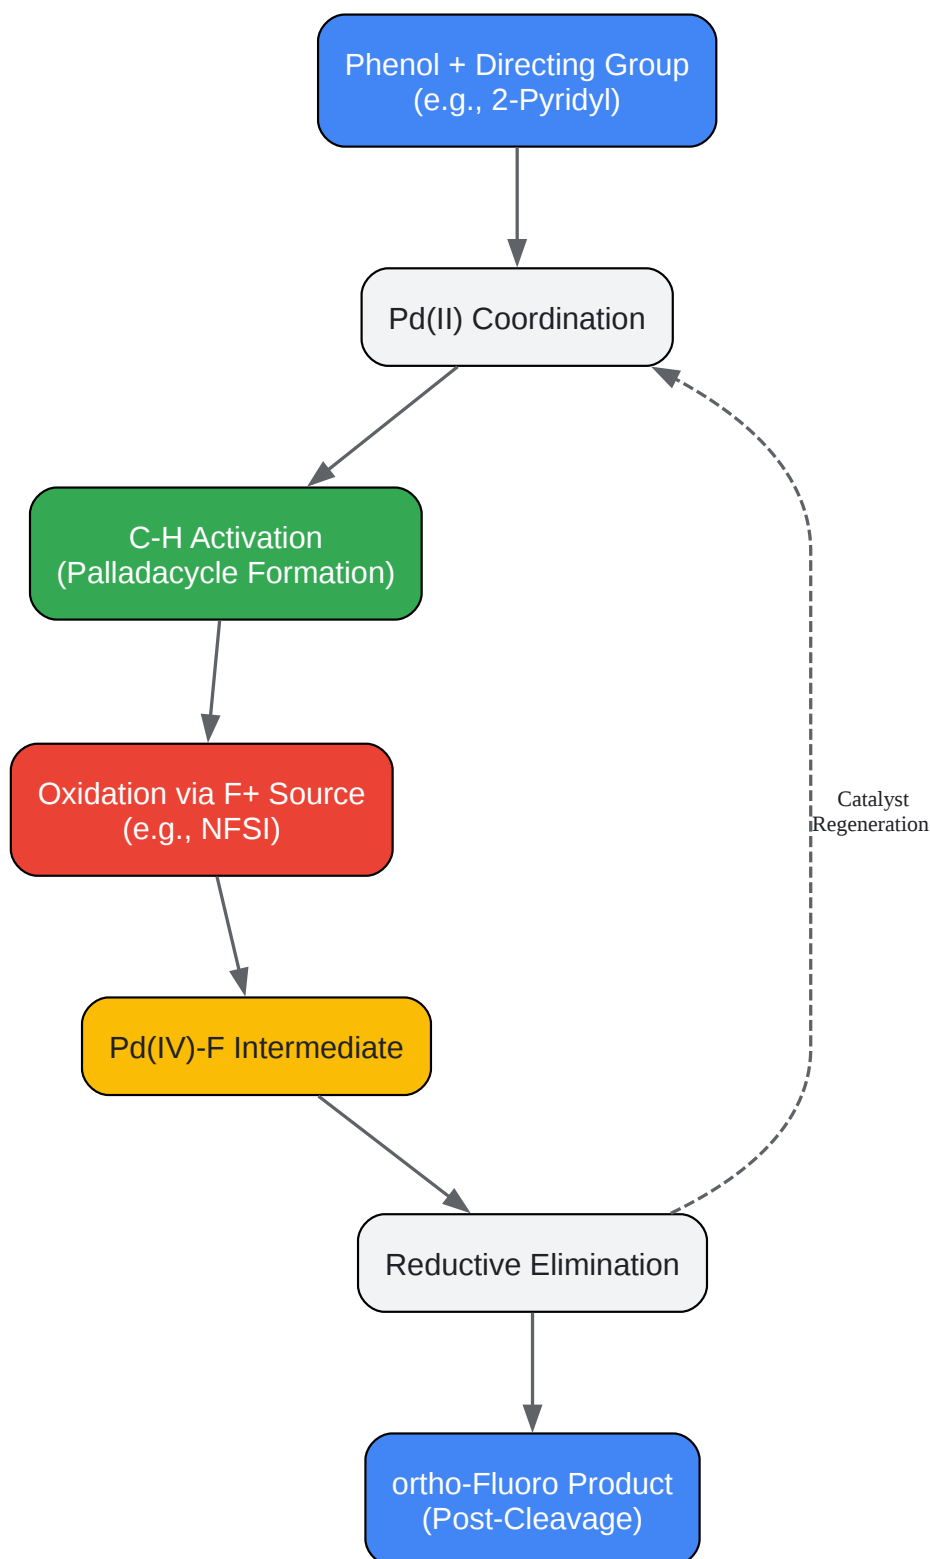 Phenol + Directing Group
(e.g., 2-Pyridyl)
Pd(II) Coordination
C-H Activation
(Palladacycle Formation)
Oxidation via F+ Source
(e.g., NFSI)
Catalyst
Regeneration
Pd(IV)-F Intermediate
Reductive Elimination
ortho-Fluoro Product
(Post-Cleavage)